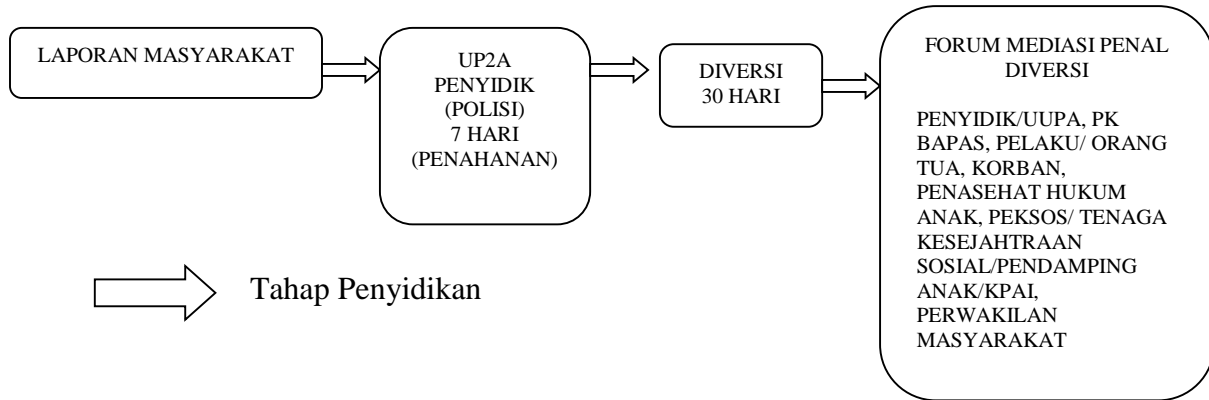 LAPORAN MASYARAKAT
UP2A
PENYIDIK
(POLISI)
7 HARI
(PENAHANAN)
DIVERSI
30 HARI
FORUM MEDIASI PENAL
DIVERSI
PENYIDIK/UUPA, PK
BAPAS, PELAKU/ ORANG
TUA, KORBAN,
PENASEHAT HUKUM
ANAK, PEKSOS/ TENAGA
KESEJAHTRAAN
SOSIAL/PENDAMPING
ANAK/KPAI,
PERWAKILAN
MASYARAKAT
Tahap Penyidikan